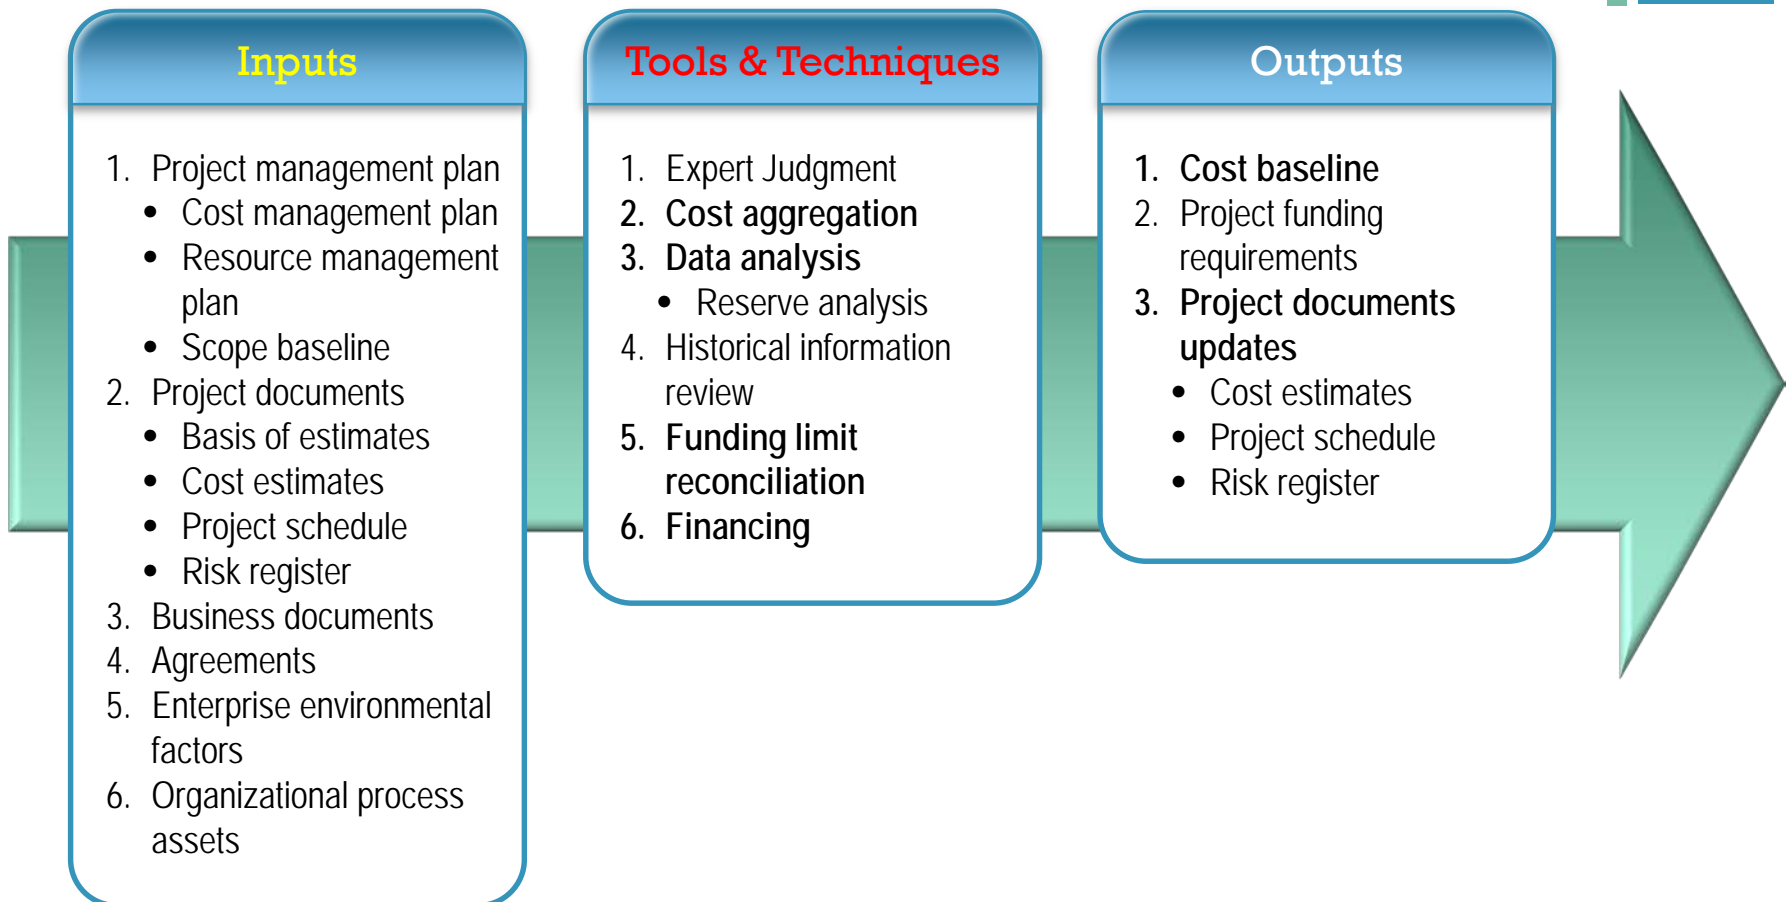 Inputs
1. Project management plan
• Cost management plan
• Resource management
plan
• Scope baseline
2. Project documents
• Basis of estimates
• Cost estimates
• Project schedule
• Risk register
3. Business documents
4. Agreements
5. Enterprise environmental
factors
6. Organizational process
assets
Tools & Techniques
1. Expert Judgment
2. Cost aggregation
3. Data analysis
• Reserve analysis
4. Historical information
review
5. Funding limit
reconciliation
6. Financing
Outputs
1. Cost baseline
2. Project funding
requirements
3. Project documents
updates
• Cost estimates
• Project schedule
• Risk register